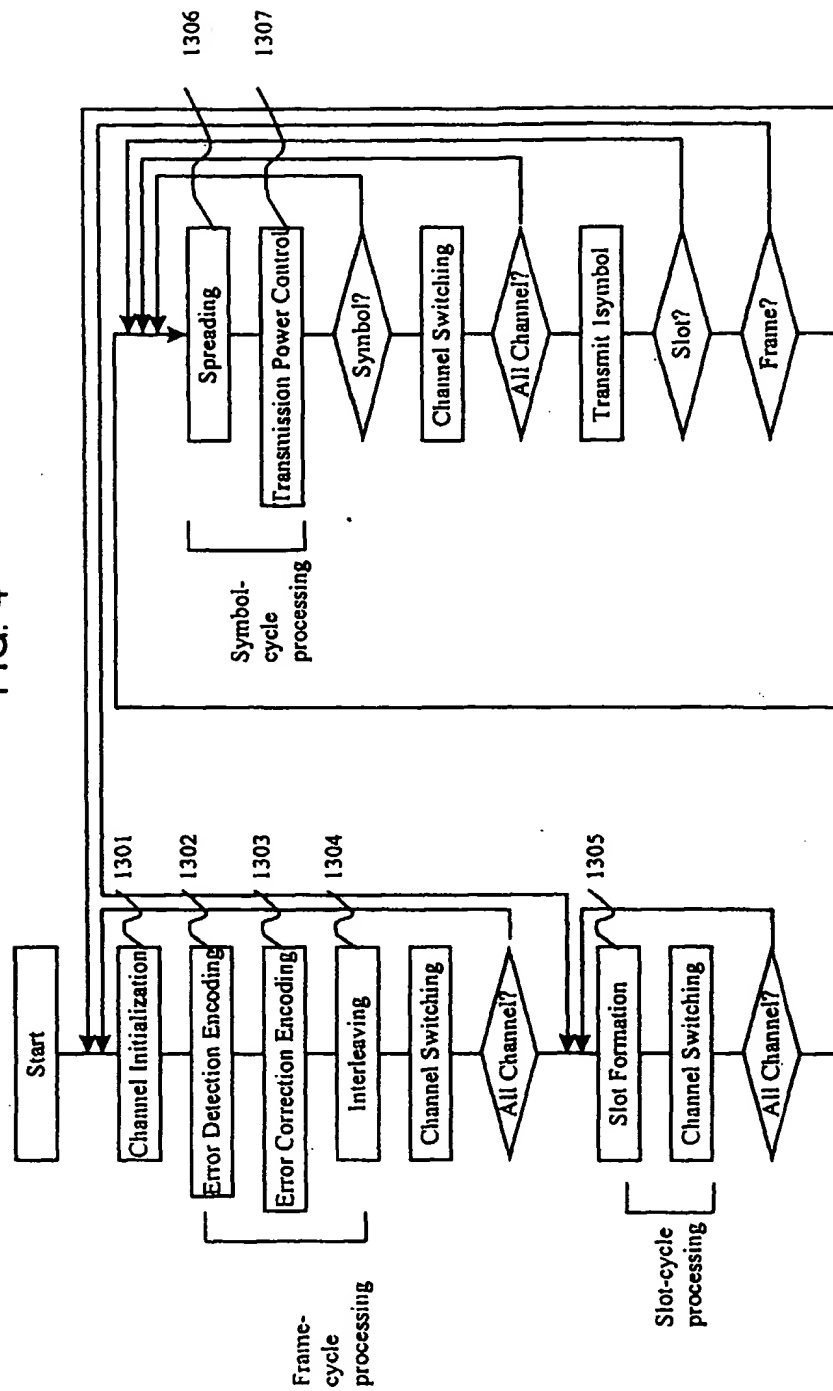 FIG. 4
Start
Channel Initialization
1301
Error Detection Encoding
1302
Error Correction Encoding
1303
Interleaving
1304
Channel Switching
All Channel?
Frame-
cycle
processing
Slot Formation
1305
Channel Switching
All Channel?
Slot-cycle
processing
Spreading
1306
Transmission Power Control
1307
Symbol-
cycle
processing
Symbol?
Channel Switching
All Channel?
Transmit 1symbol
Slot?
Frame?